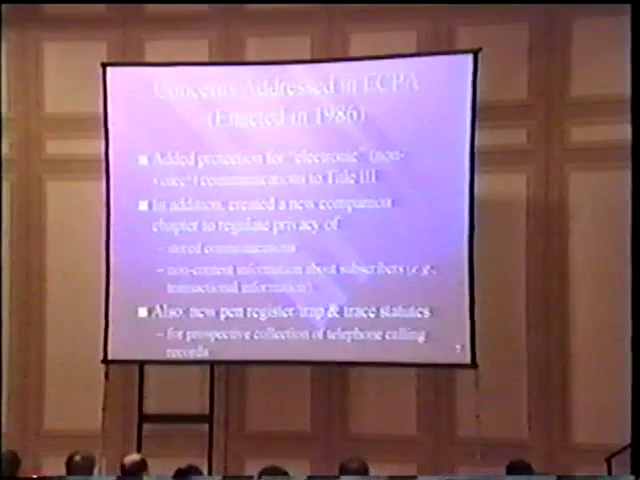 Concerns Addressed in ECPA
(Enacted in 1986)
■ Added protection for “electronic” (non-
voice) communications to Title III
■ In addition, created a new companion
chapter to regulate privacy of
– stored communications
– non-content information about subscribers (e.g.,
transactional information)
■ Also: new pen register/trap & trace statutes
– for prospective collection of telephone calling
records
7